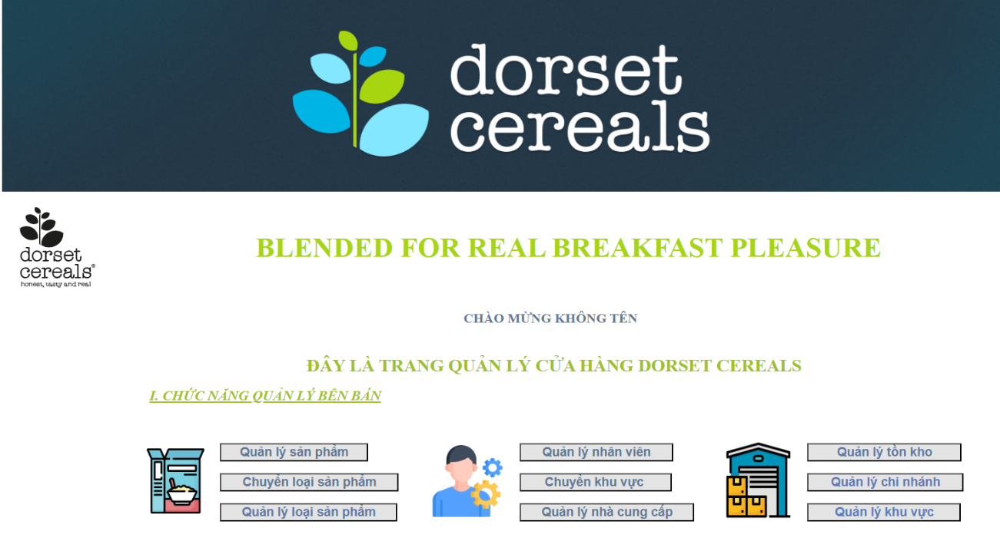 dorset
cereals
dorset
cereals®
honest, tasty and real
BLENDED FOR REAL BREAKFAST PLEASURE
CHÀO MỪNG KHÔNG TÊN
ĐÂY LÀ TRANG QUẢN LÝ CỬA HÀNG DORSET CEREALS
I. CHỨC NĂNG QUẢN LÝ BÊN BÁN
Quản lý sản phẩm
Chuyển loại sản phẩm
Quản lý loại sản phẩm
Quản lý nhân viên
Chuyển khu vực
Quản lý nhà cung cấp
Quản lý tồn kho
Quản lý chi nhánh
Quản lý khu vực